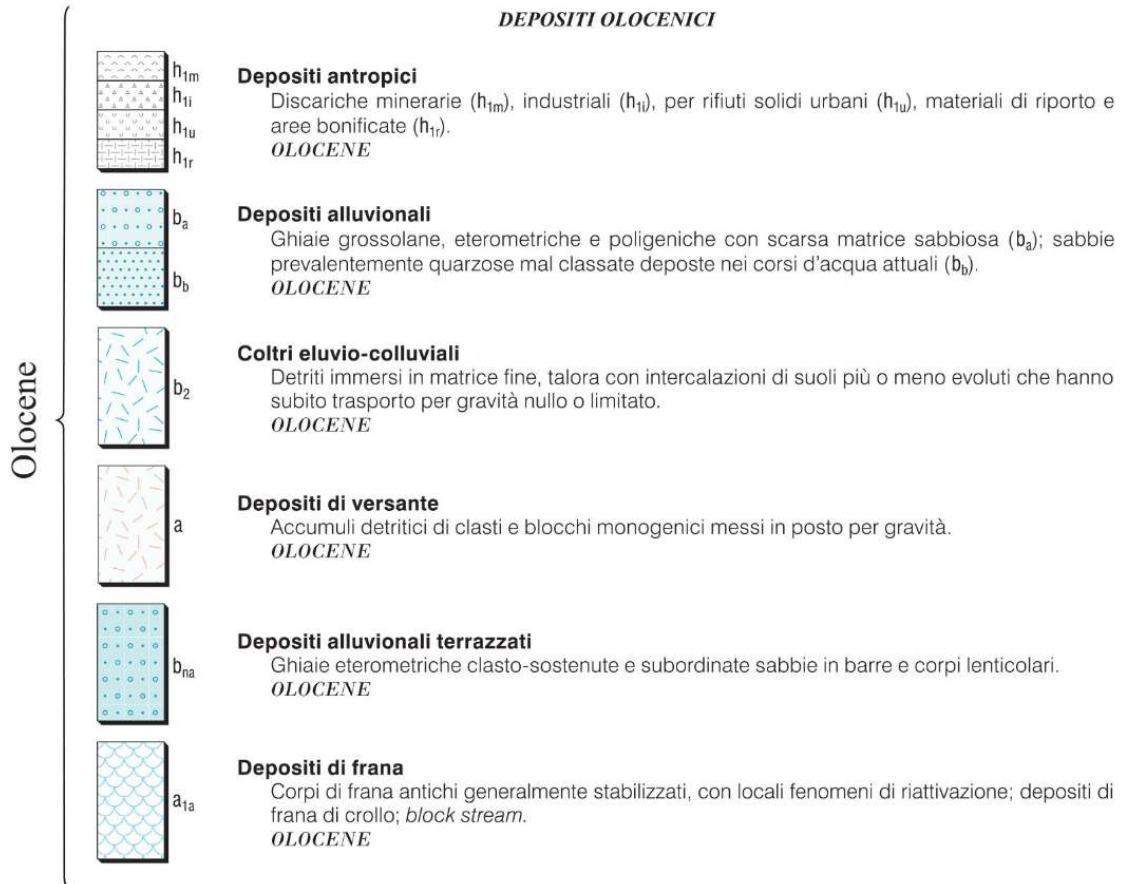 DEPOSITI OLOCENICI
Olocene
h1m
h1i
h1u
h1r
Depositi antropici
Discariche minerarie (h1m), industriali (h1i), per rifiuti solidi urbani (h1u), materiali di riporto e
aree bonificate (h1r).
OLOCENE
ba
bb
Depositi alluvionali
Ghiaie grossolane, eterometriche e poligeniche con scarsa matrice sabbiosa (ba); sabbie
prevalentemente quarzose mal classate deposte nei corsi d'acqua attuali (bb).
OLOCENE
b2
Coltri eluvio-colluviali
Detriti immersi in matrice fine, talora con intercalazioni di suoli più o meno evoluti che hanno
subito trasporto per gravità nullo o limitato.
OLOCENE
a
Depositi di versante
Accumuli detritici di clasti e blocchi monogenici messi in posto per gravità.
OLOCENE
bna
Depositi alluvionali terrazzati
Ghiaie eterometriche clasto-sostenute e subordinate sabbie in barre e corpi lenticolari.
OLOCENE
a1a
Depositi di frana
Corpi di frana antichi generalmente stabilizzati, con locali fenomeni di riattivazione; depositi di
frana di crollo; block stream.
OLOCENE